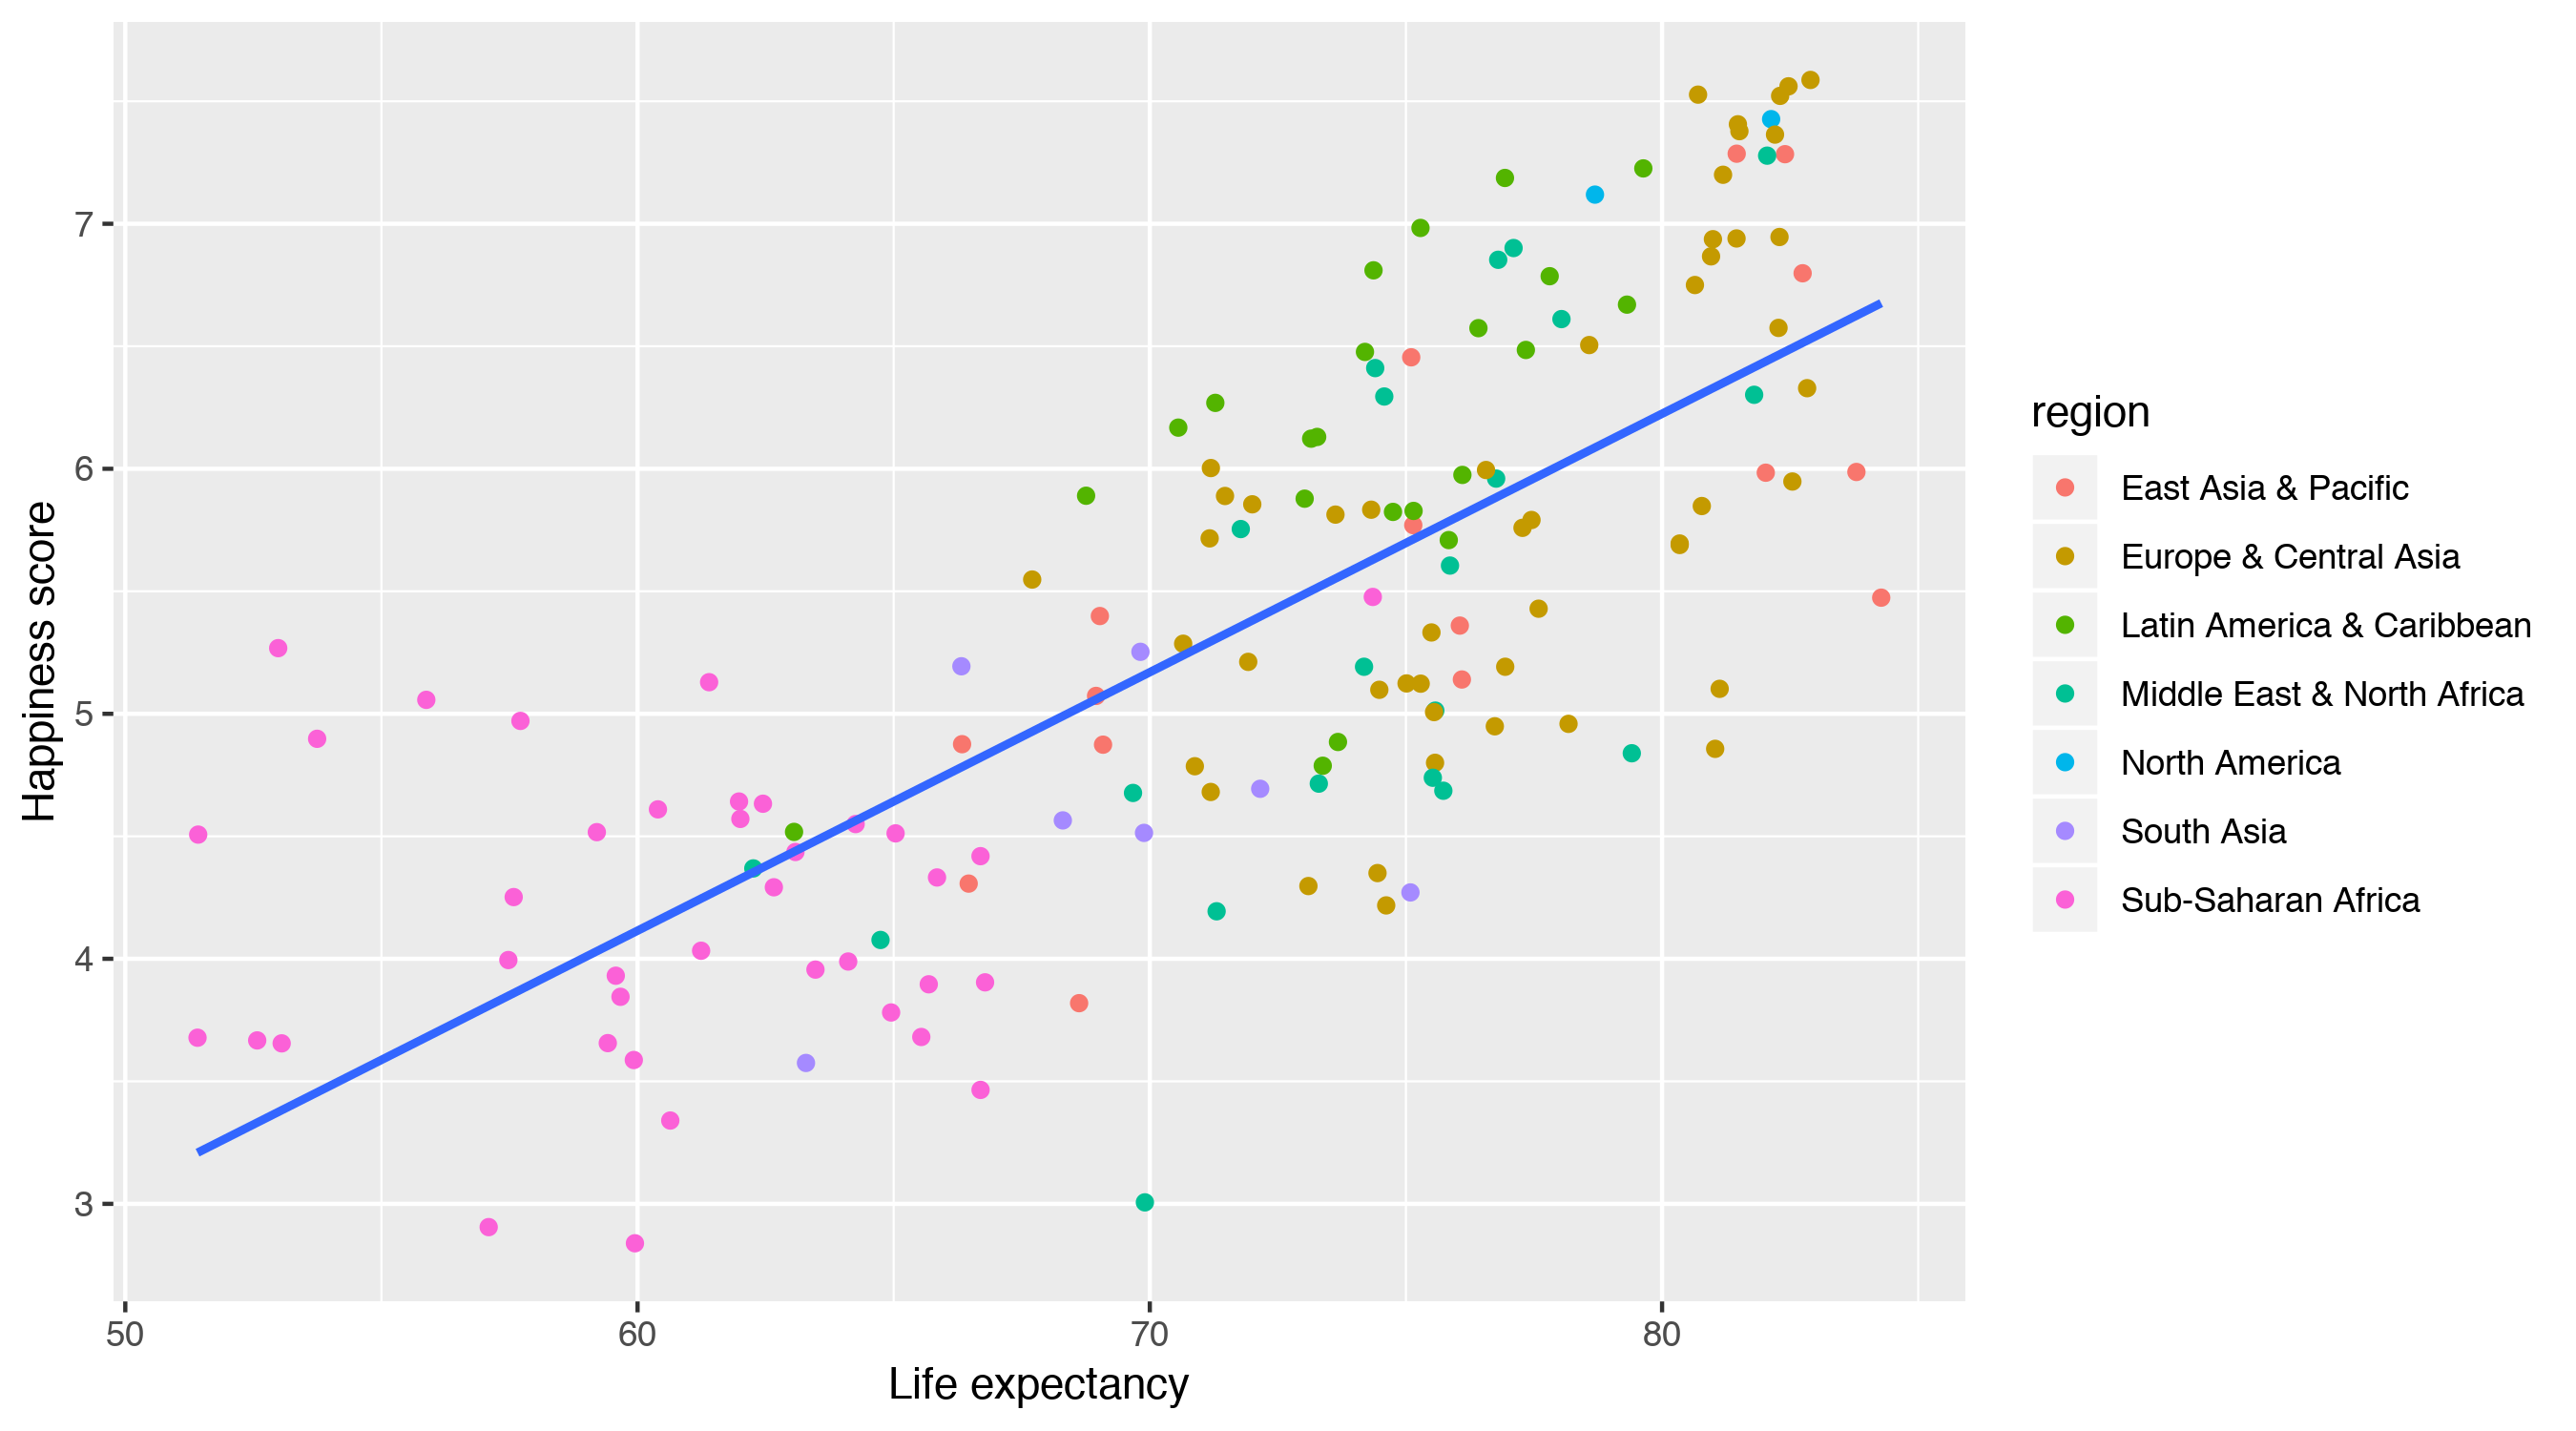 7
6
5
4
3
Happiness score
50 60 70 80
Life expectancy
region
East Asia & Pacific
Europe & Central Asia
Latin America & Caribbean
Middle East & North Africa
North America
South Asia
Sub-Saharan Africa